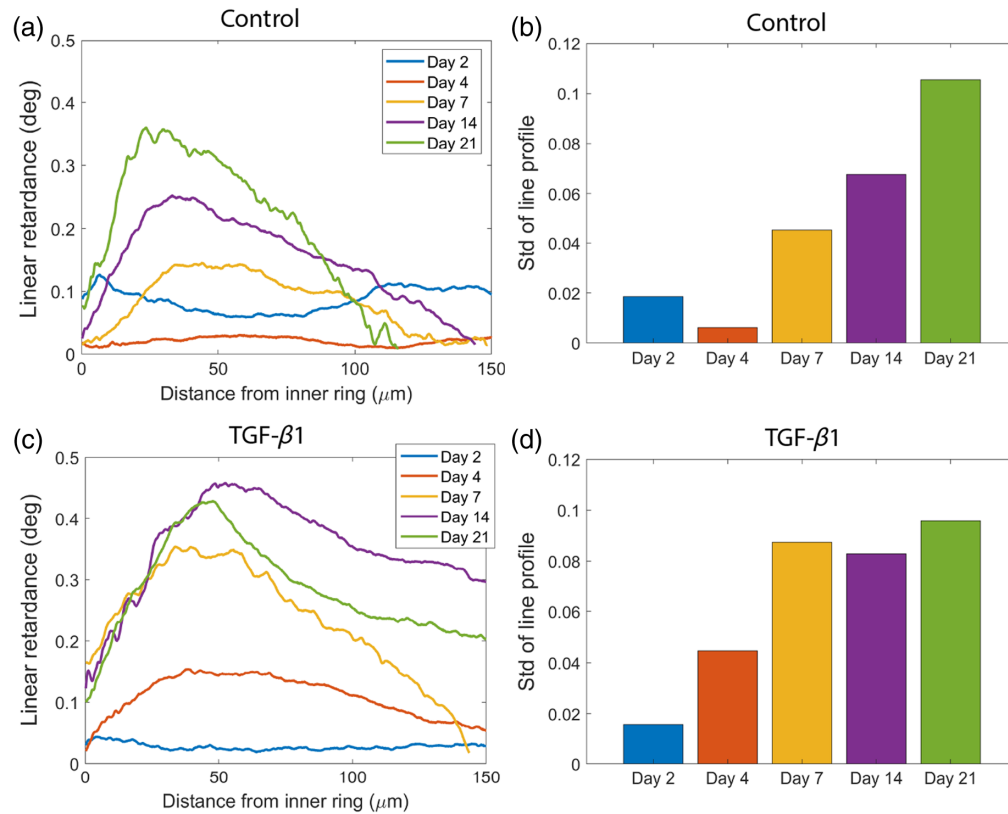 (a)
Control
Linear retardance (deg)
0.5
0.4
0.3
0.2
0.1
0
0
50
100
150
Distance from inner ring (μm)
Day 2
Day 4
Day 7
Day 14
Day 21
(b)
Control
Std of line profile
0.12
0.1
0.08
0.06
0.04
0.02
0
Day 2
Day 4
Day 7
Day 14
Day 21
(c)
TGF-β1
Linear retardance (deg)
0.5
0.4
0.3
0.2
0.1
0
0
50
100
150
Distance from inner ring (μm)
Day 2
Day 4
Day 7
Day 14
Day 21
(d)
TGF-β1
Std of line profile
0.12
0.1
0.08
0.06
0.04
0.02
0
Day 2
Day 4
Day 7
Day 14
Day 21